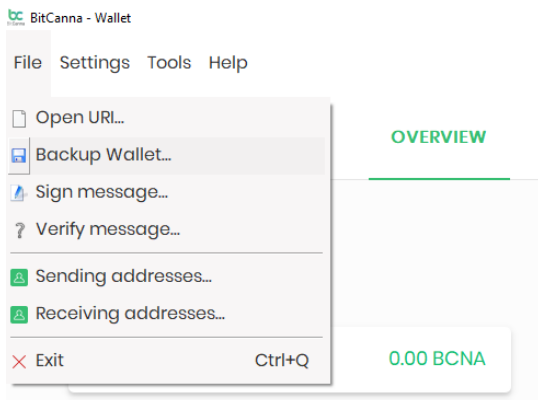 bc BitCanna - Wallet
File Settings Tools Help
Open URI...
OVERVIEW
Backup Wallet...
Sign message...
Verify message...
Sending addresses...
Receiving addresses...
Exit Ctrl+Q
0.00 BCNA